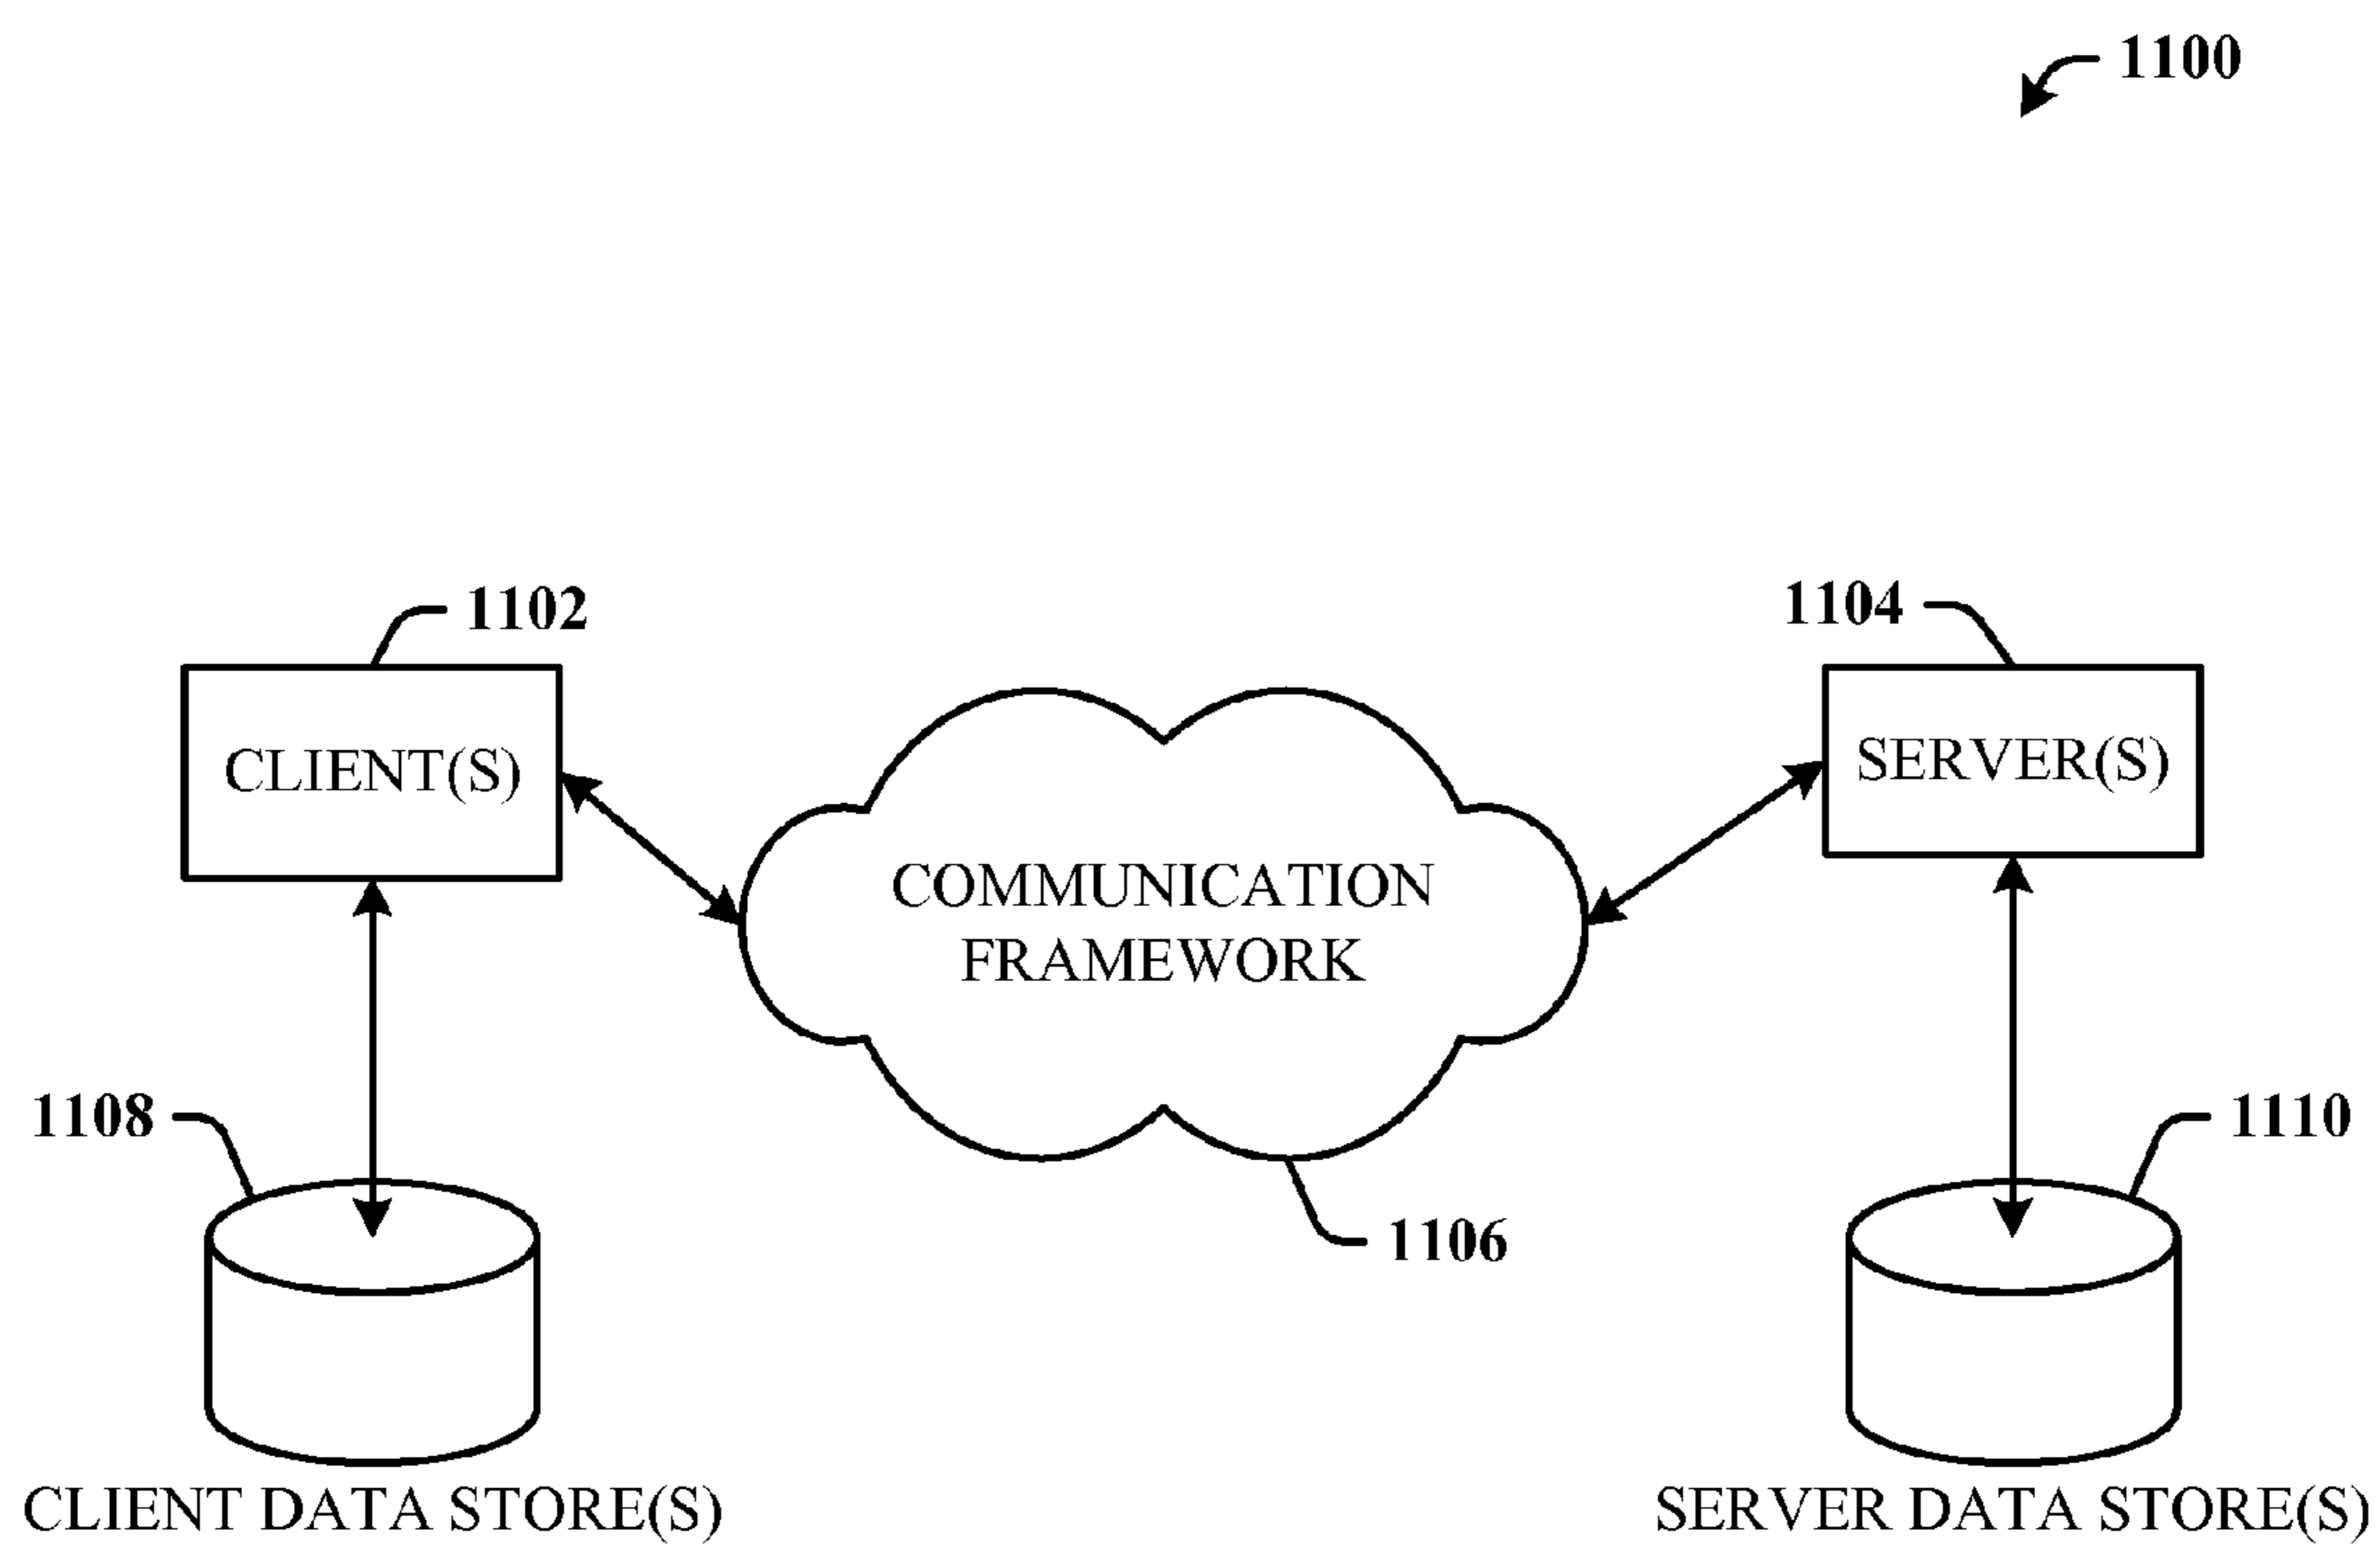 1100
1102
1104
CLIENT(S)
SERVER(S)
COMMUNICATION
FRAMEWORK
1108
1110
1106
CLIENT DATA STORE(S)
SERVER DATA STORE(S)